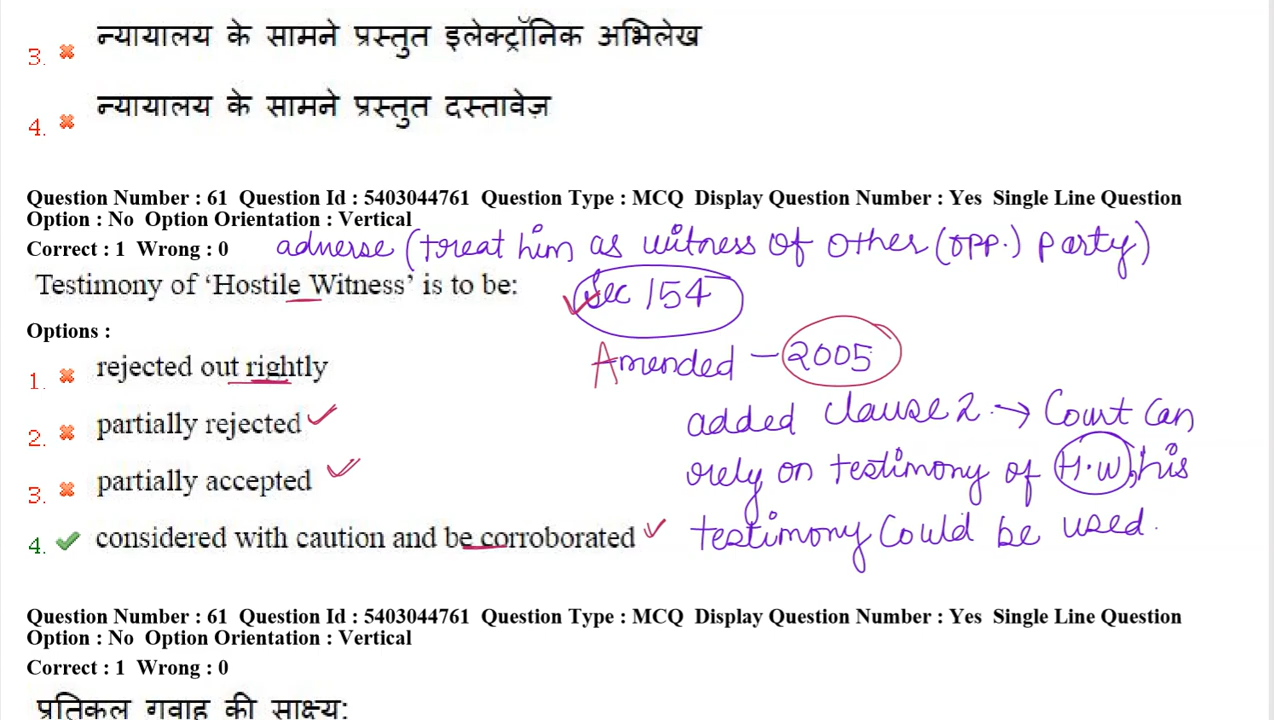 3. न्यायालय के सामने प्रस्तुत इलेक्ट्रॉनिक अभिलेख
4. न्यायालय के सामने प्रस्तुत दस्तावेज़
Question Number : 61 Question Id : 5403044761 Question Type : MCQ Display Question Number : Yes Single Line Question
Option : No Option Orientation : Vertical
Correct : 1 Wrong : 0
adverse (treat him as witness of other (opp.) party)
Testimony of 'Hostile Witness' is to be:
Sec 154
Options :
Amended - 2005
1. rejected out rightly
2. partially rejected
added clause 2 → Court can
rely on testimony of H.W, his
3. partially accepted
testimony could be used.
4. considered with caution and be corroborated
Question Number : 61 Question Id : 5403044761 Question Type : MCQ Display Question Number : Yes Single Line Question
Option : No Option Orientation : Vertical
Correct : 1 Wrong : 0
प्रतिकूल गवाह की साक्ष्य: